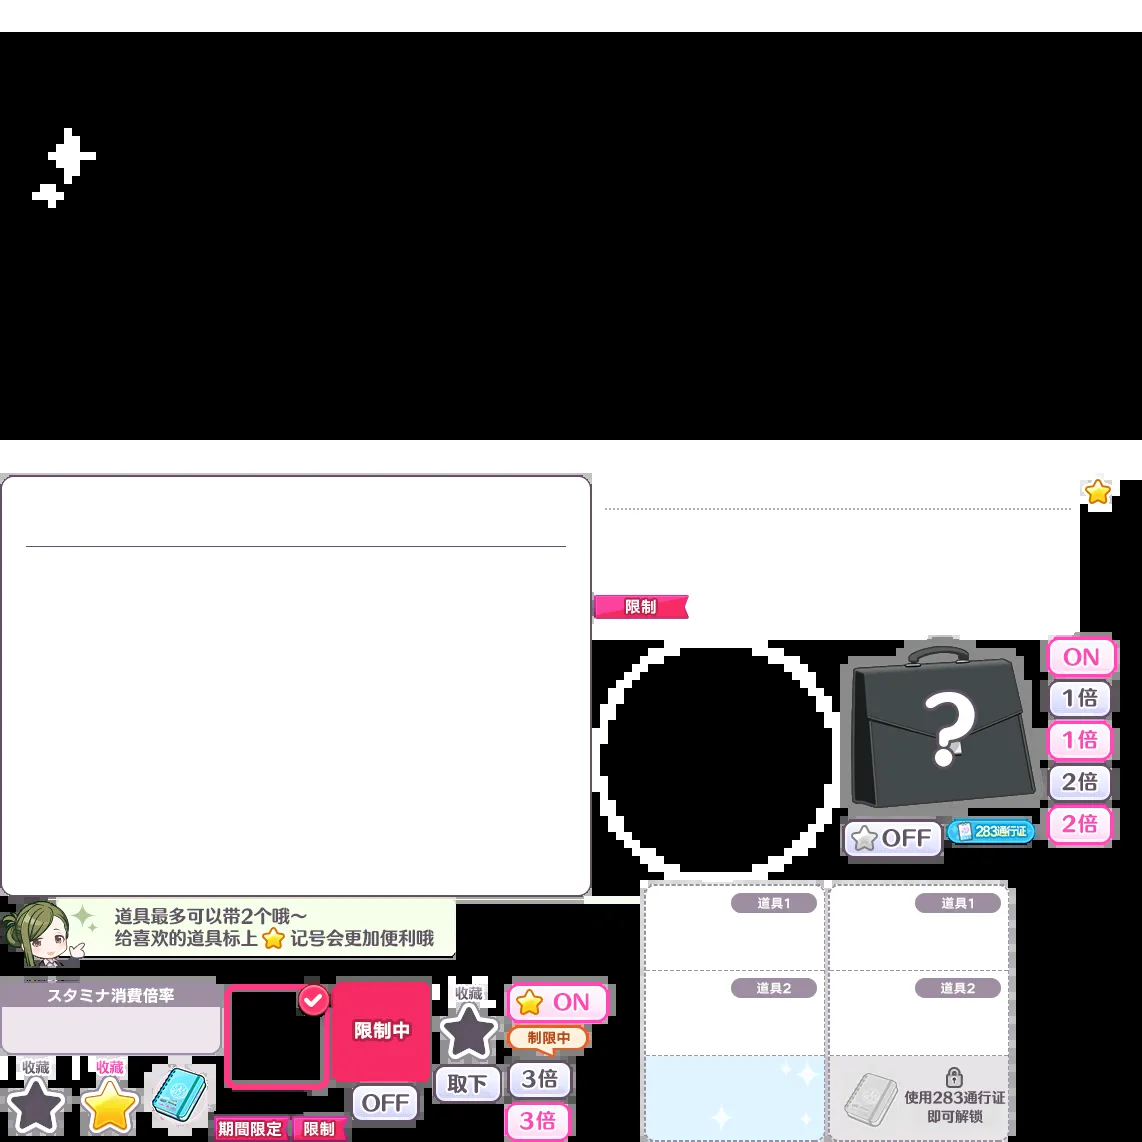 限制
ON
1倍
1倍
2倍
2倍
OFF
283通行证
道具1
道具1
道具最多可以带2个哦～
给喜欢的道具标上 记号会更加便利哦
道具2
道具2
スタミナ消費倍率
限制中
收藏
ON
制限中
取下
3倍
收藏
收藏
OFF
3倍
期間限定
限制
使用283通行证
即可解锁